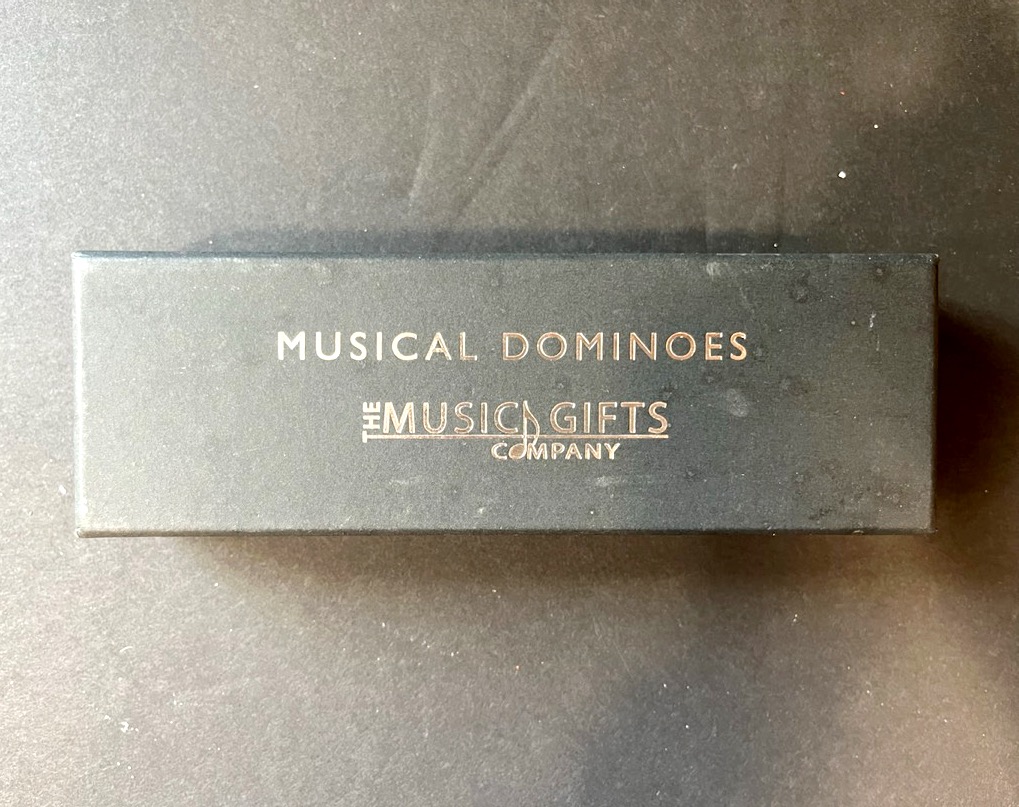 MUSICAL DOMINOES
THE MUSIC GIFTS
COMPANY